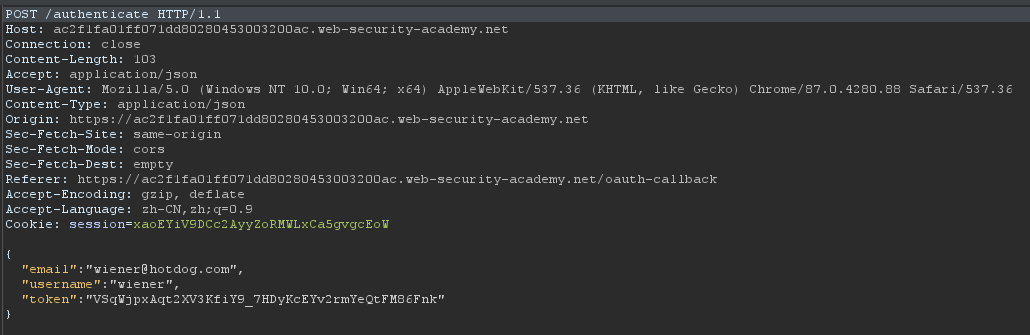 POST /authenticate HTTP/1.1
Host: ac2f1fa01ff071dd80280453003200ac.web-security-academy.net
Connection: close
Content-Length: 103
Accept: application/json
User-Agent: Mozilla/5.0 (Windows NT 10.0; Win64; x64) AppleWebKit/537.36 (KHTML, like Gecko) Chrome/87.0.4280.88 Safari/537.36
Content-Type: application/json
Origin: https://ac2f1fa01ff071dd80280453003200ac.web-security-academy.net
Sec-Fetch-Site: same-origin
Sec-Fetch-Mode: cors
Sec-Fetch-Dest: empty
Referer: https://ac2f1fa01ff071dd80280453003200ac.web-security-academy.net/oauth-callback
Accept-Encoding: gzip, deflate
Accept-Language: zh-CN,zh;q=0.9
Cookie: session=xaoEYiV9DCc2AyyZoRMWLxCa5gvgcEoW
{
"email":"wiener@hotdog.com",
"username":"wiener",
"token":"VSqWjpxAqt2XV3KfiY9_7HDyKcEYv2rmYeQtFM86Fnk"
}